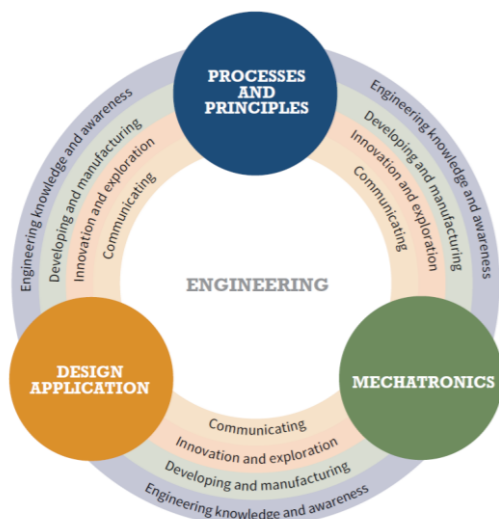 PROCESSES
AND
PRINCIPLES
Engineering knowledge and awareness
Developing and manufacturing
Innovation and exploration
Communicating
Engineering knowledge and awareness
Developing and manufacturing
Innovation and exploration
Communicating
ENGINEERING
DESIGN
APPLICATION
MECHATRONICS
Communicating
Innovation and exploration
Developing and manufacturing
Engineering knowledge and awareness